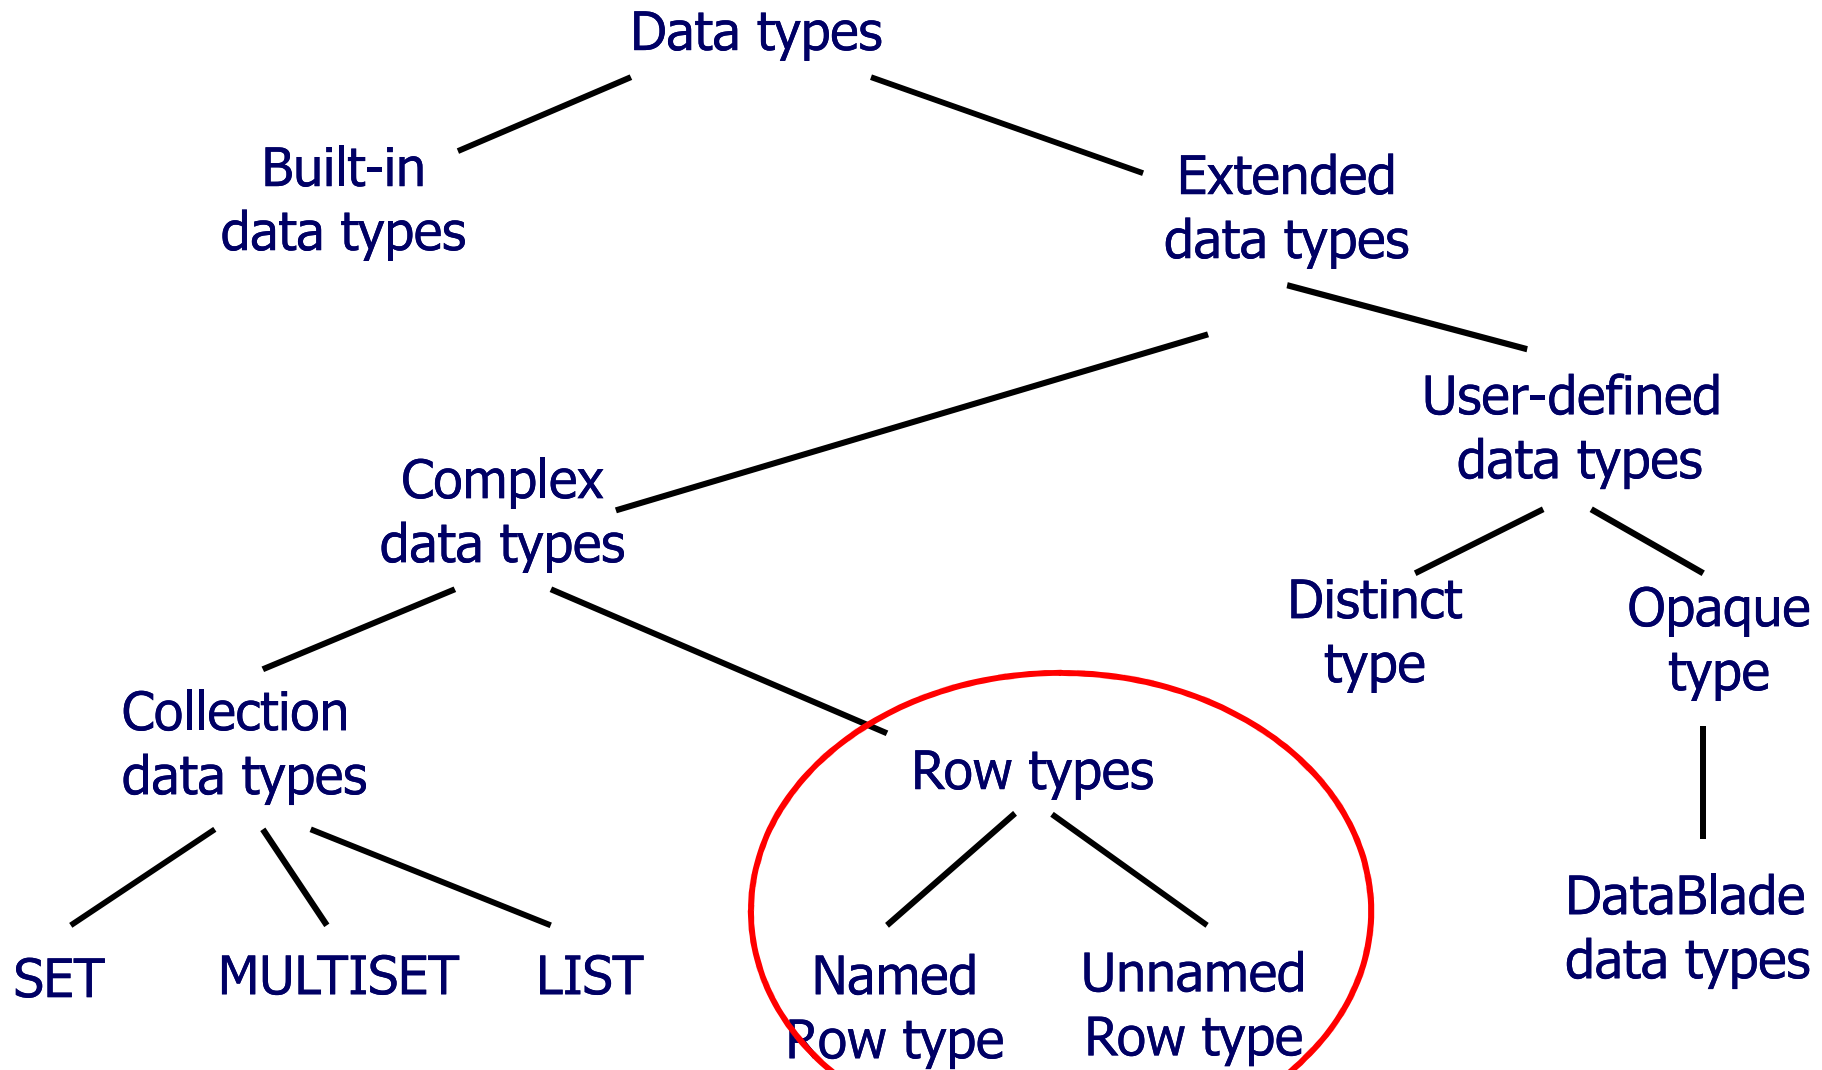 Data types
Built-in
data types
Extended
data types
User-defined
data types
Complex
data types
Distinct
type
Opaque
type
Collection
data types
Row types
DataBlade
data types
SET
MULTISET
LIST
Named
Row type
Unnamed
Row type